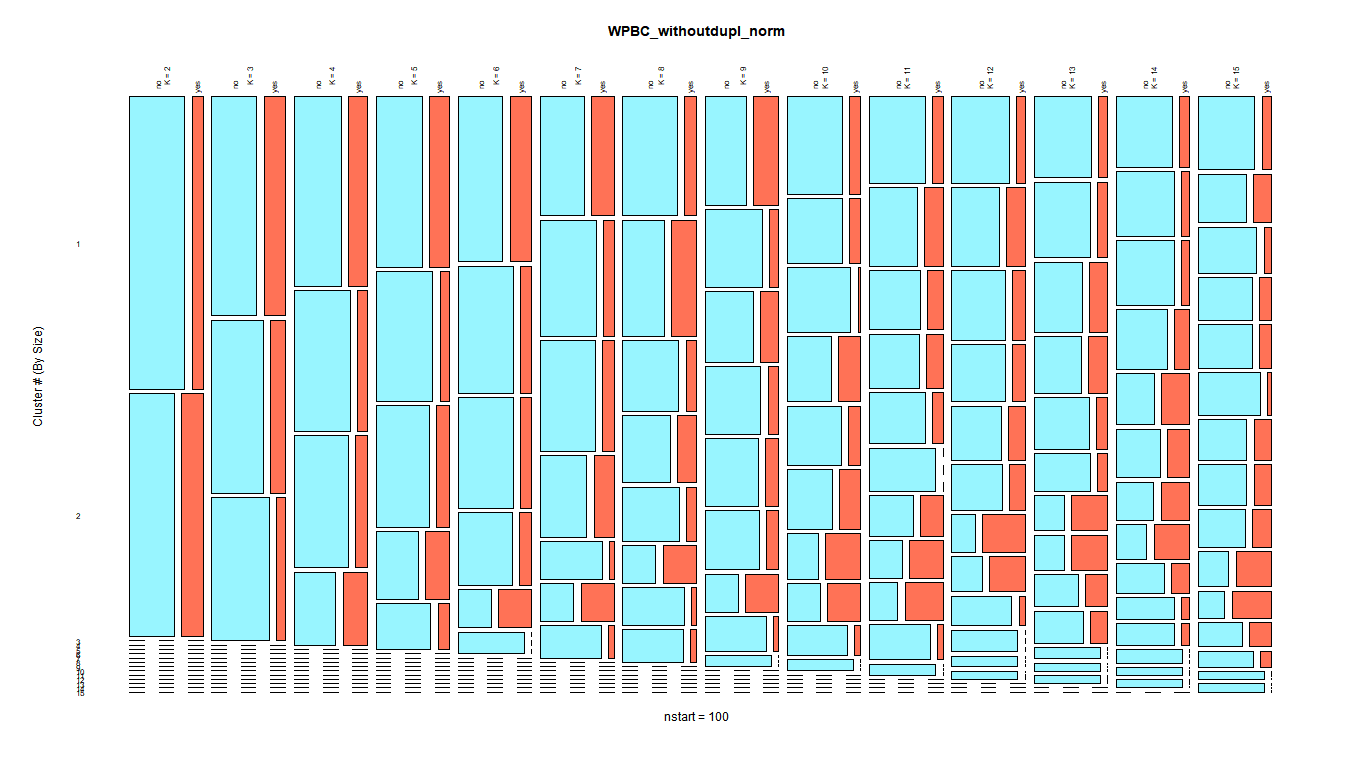 WPBC_withoutdupl_norm
no K = 2 yes
no K = 3 yes
no K = 4 yes
no K = 5 yes
no K = 6 yes
no K = 7 yes
no K = 8 yes
no K = 9 yes
no K = 10 yes
no K = 11 yes
no K = 12 yes
no K = 13 yes
no K = 14 yes
no K = 15 yes
Cluster # (By Size)
1
2
3
15
nstart = 100